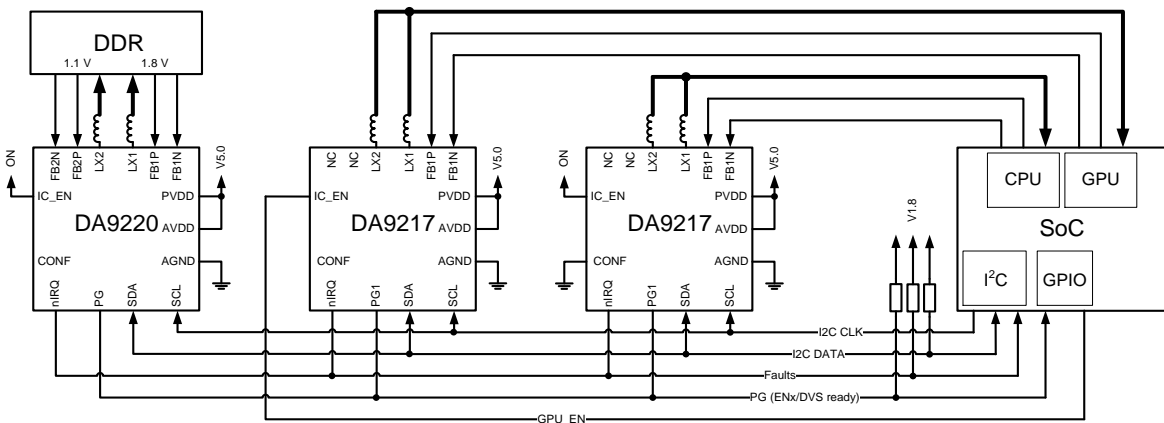 DDR
1.1 V 1.8 V
ON
FB2N FB2P LX2 LX1 FB1P FB1N
V5.0
IC_EN
PVDD
DA9220
AVDD
CONF
AGND
nIRQ PG SDA SCL
NC NC LX2 LX1 FB1P FB1N
V5.0
IC_EN
PVDD
DA9217
AVDD
CONF
AGND
nIRQ PG1 SDA SCL
ON
NC NC LX2 LX1 FB1P FB1N
V5.0
IC_EN
PVDD
DA9217
AVDD
CONF
AGND
nIRQ PG1 SDA SCL
V1.8
CPU GPU
SoC
I²C GPIO
I2C CLK
I2C DATA
Faults
PG (ENx/DVS ready)
GPU_EN